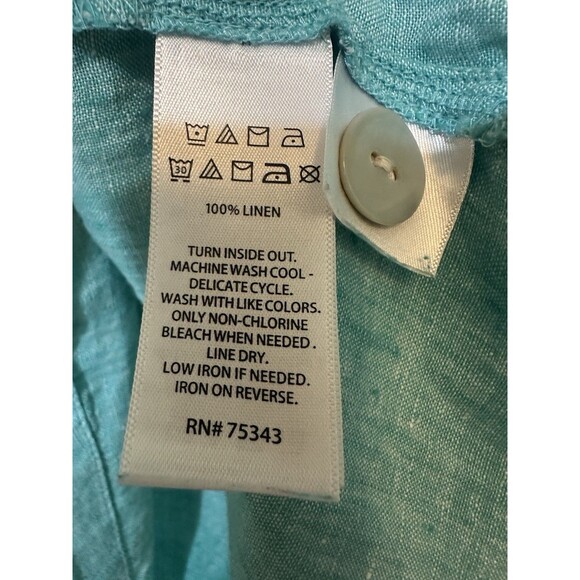 30
100% LINEN
TURN INSIDE OUT.
MACHINE WASH COOL -
DELICATE CYCLE.
WASH WITH LIKE COLORS.
ONLY NON-CHLORINE
BLEACH WHEN NEEDED .
LINE DRY.
LOW IRON IF NEEDED.
IRON ON REVERSE.
RN# 75343